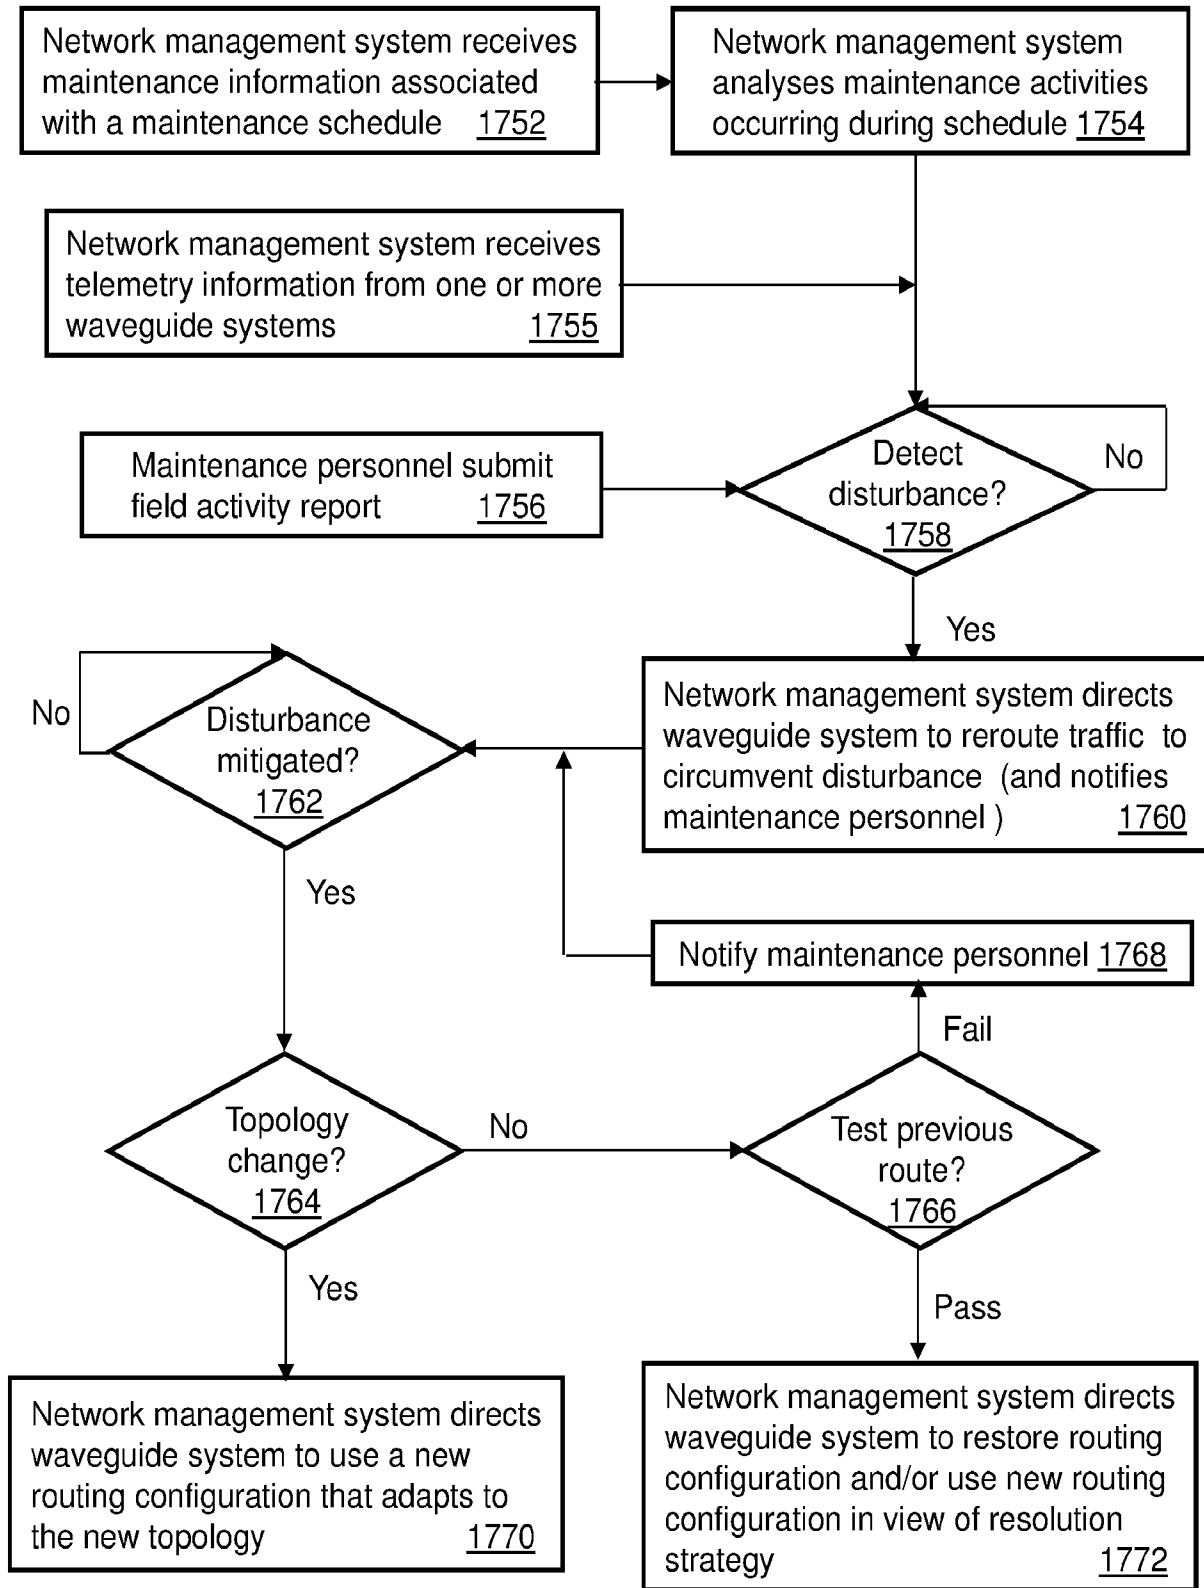 Network management system receives
maintenance information associated
with a maintenance schedule 1752
Network management system
analyses maintenance activities
occurring during schedule 1754
Network management system receives
telemetry information from one or more
waveguide systems 1755
Maintenance personnel submit
field activity report 1756
Detect
disturbance?
1758
No
Yes
Network management system directs
waveguide system to reroute traffic to
circumvent disturbance (and notifies
maintenance personnel ) 1760
Disturbance
mitigated?
1762
No
Yes
Notify maintenance personnel 1768
Fail
Topology
change?
1764
No
Test previous
route?
1766
Yes
Pass
Network management system directs
waveguide system to use a new
routing configuration that adapts to
the new topology 1770
Network management system directs
waveguide system to restore routing
configuration and/or use new routing
configuration in view of resolution
strategy 1772